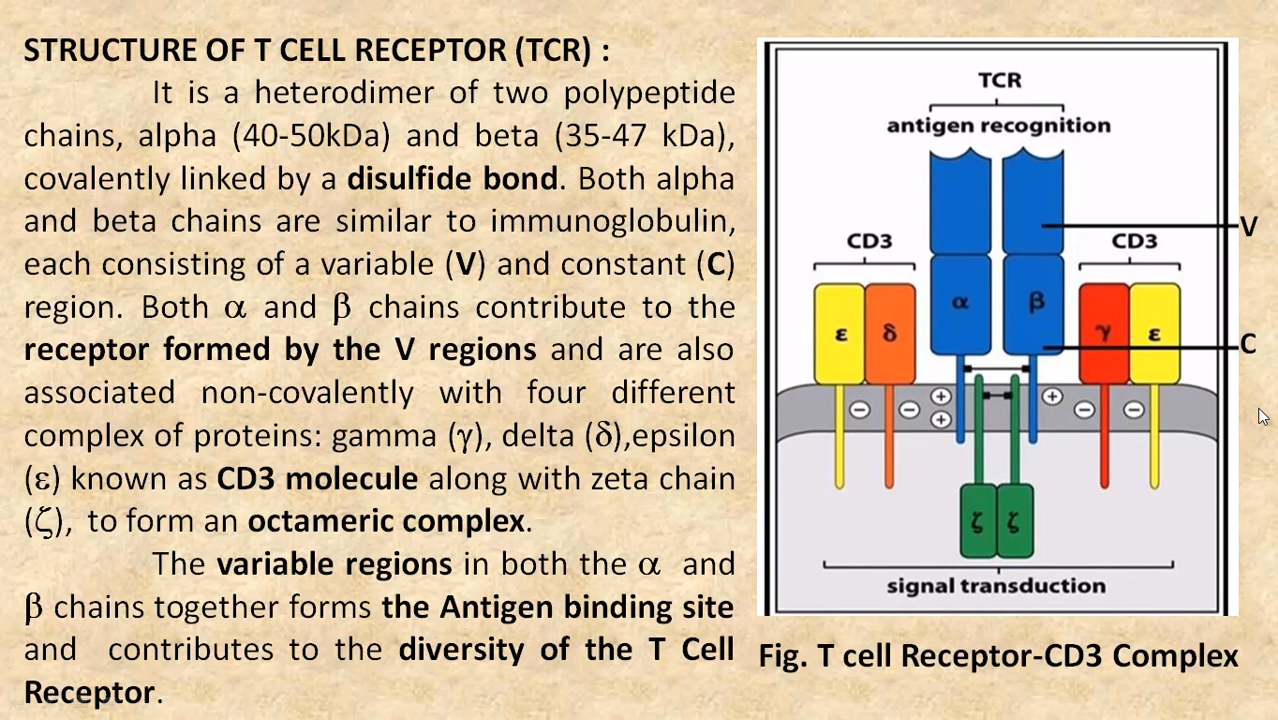 STRUCTURE OF T CELL RECEPTOR (TCR) :
It is a heterodimer of two polypeptide
chains, alpha (40-50kDa) and beta (35-47 kDa),
covalently linked by a disulfide bond. Both alpha
and beta chains are similar to immunoglobulin,
each consisting of a variable (V) and constant (C)
region. Both α and β chains contribute to the
receptor formed by the V regions and are also
associated non-covalently with four different
complex of proteins: gamma (γ), delta (δ),epsilon
(ε) known as CD3 molecule along with zeta chain
(ζ), to form an octameric complex.
The variable regions in both the α and
β chains together forms the Antigen binding site
and contributes to the diversity of the T Cell
Receptor.
TCR
antigen recognition
V
CD3
CD3
ε δ α β γ ε
C
+ +
− − − −
+
ζ ζ
signal transduction
Fig. T cell Receptor-CD3 Complex